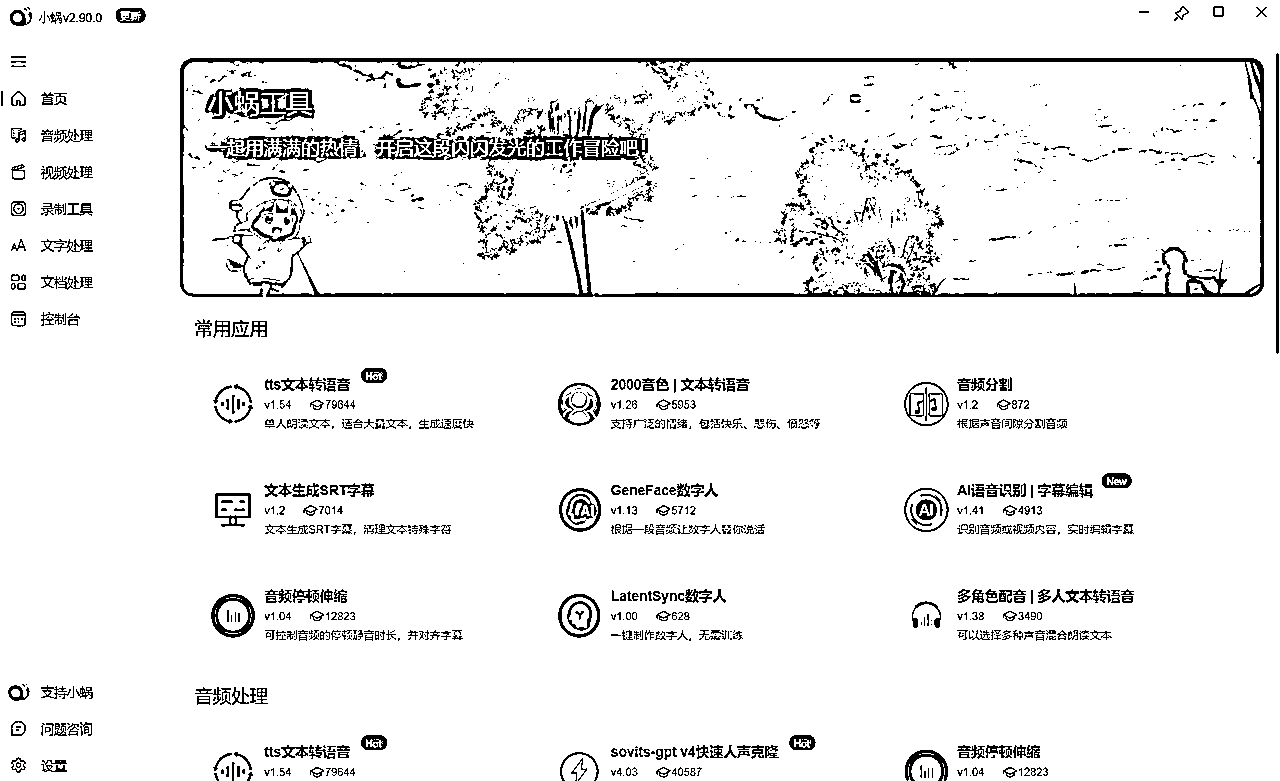 小蜗v2.90.0 更新
首页
音频处理
视频处理
录制工具
文字处理
文档处理
控制台
支持小蜗
问题咨询
设置
小蜗工具
一起用满满的热情，开启这段闪闪发光的工作冒险吧！
常用应用
tts文本转语音 Hot
v1.54 79644
单人朗读文本，适合大量文本，生成速度快
2000音色 | 文本转语音
v1.26 5953
支持广泛的情绪，包括快乐、悲伤、愤怒等
音频分割
v1.2 872
根据声音间隙分割音频
文本生成SRT字幕
v1.2 7014
文本生成SRT字幕，清理文本特殊字符
GeneFace数字人
v1.13 5712
根据一段音频让数字人替你说话
AI语音识别 | 字幕编辑 New
v1.41 4913
识别音频或视频内容，实时编辑字幕
音频停顿伸缩
v1.04 12823
可控制音频的停顿静音时长，并对齐字幕
LatentSync数字人
v1.00 628
一键制作数字人，无需训练
多角色配音 | 多人文本转语音
v1.38 3490
可以选择多种声音混合朗读文本
音频处理
tts文本转语音 Hot
v1.54 79644
sovits-gpt v4快速人声克隆 Hot
v4.03 40587
音频停顿伸缩
v1.04 12823